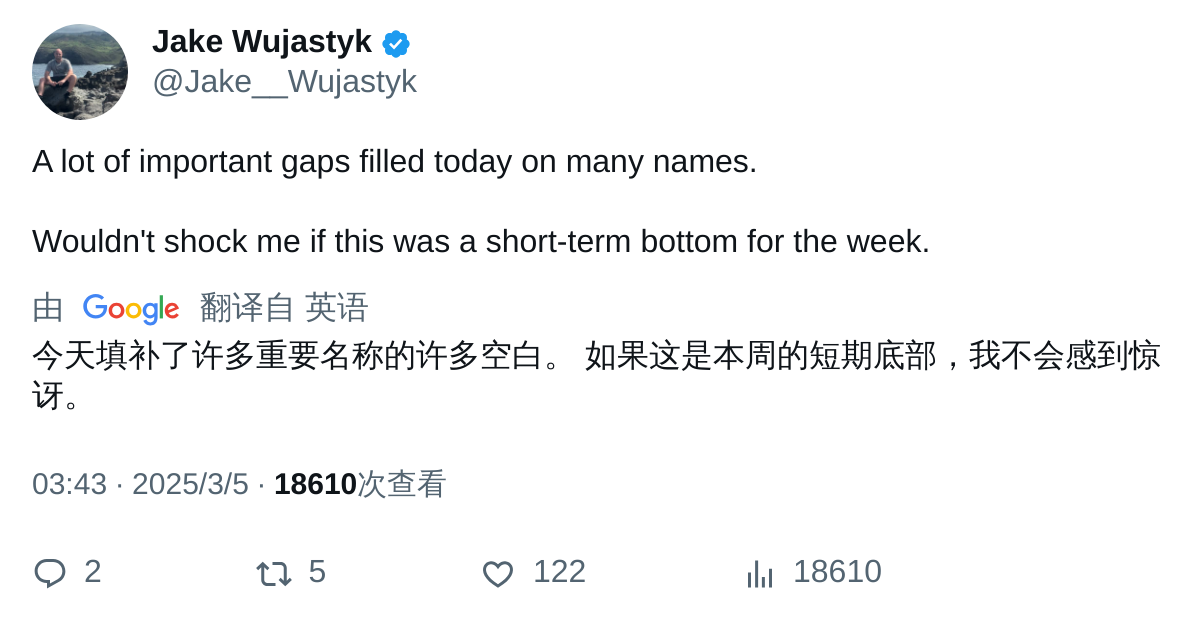 Jake Wujastyk
@Jake__Wujastyk
A lot of important gaps filled today on many names.
Wouldn't shock me if this was a short-term bottom for the week.
由 Google 翻译自 英语
今天填补了许多重要名称的许多空白。 如果这是本周的短期底部，我不会感到惊
讶。
03:43 · 2025/3/5 · 18610次查看
2 5 122 18610